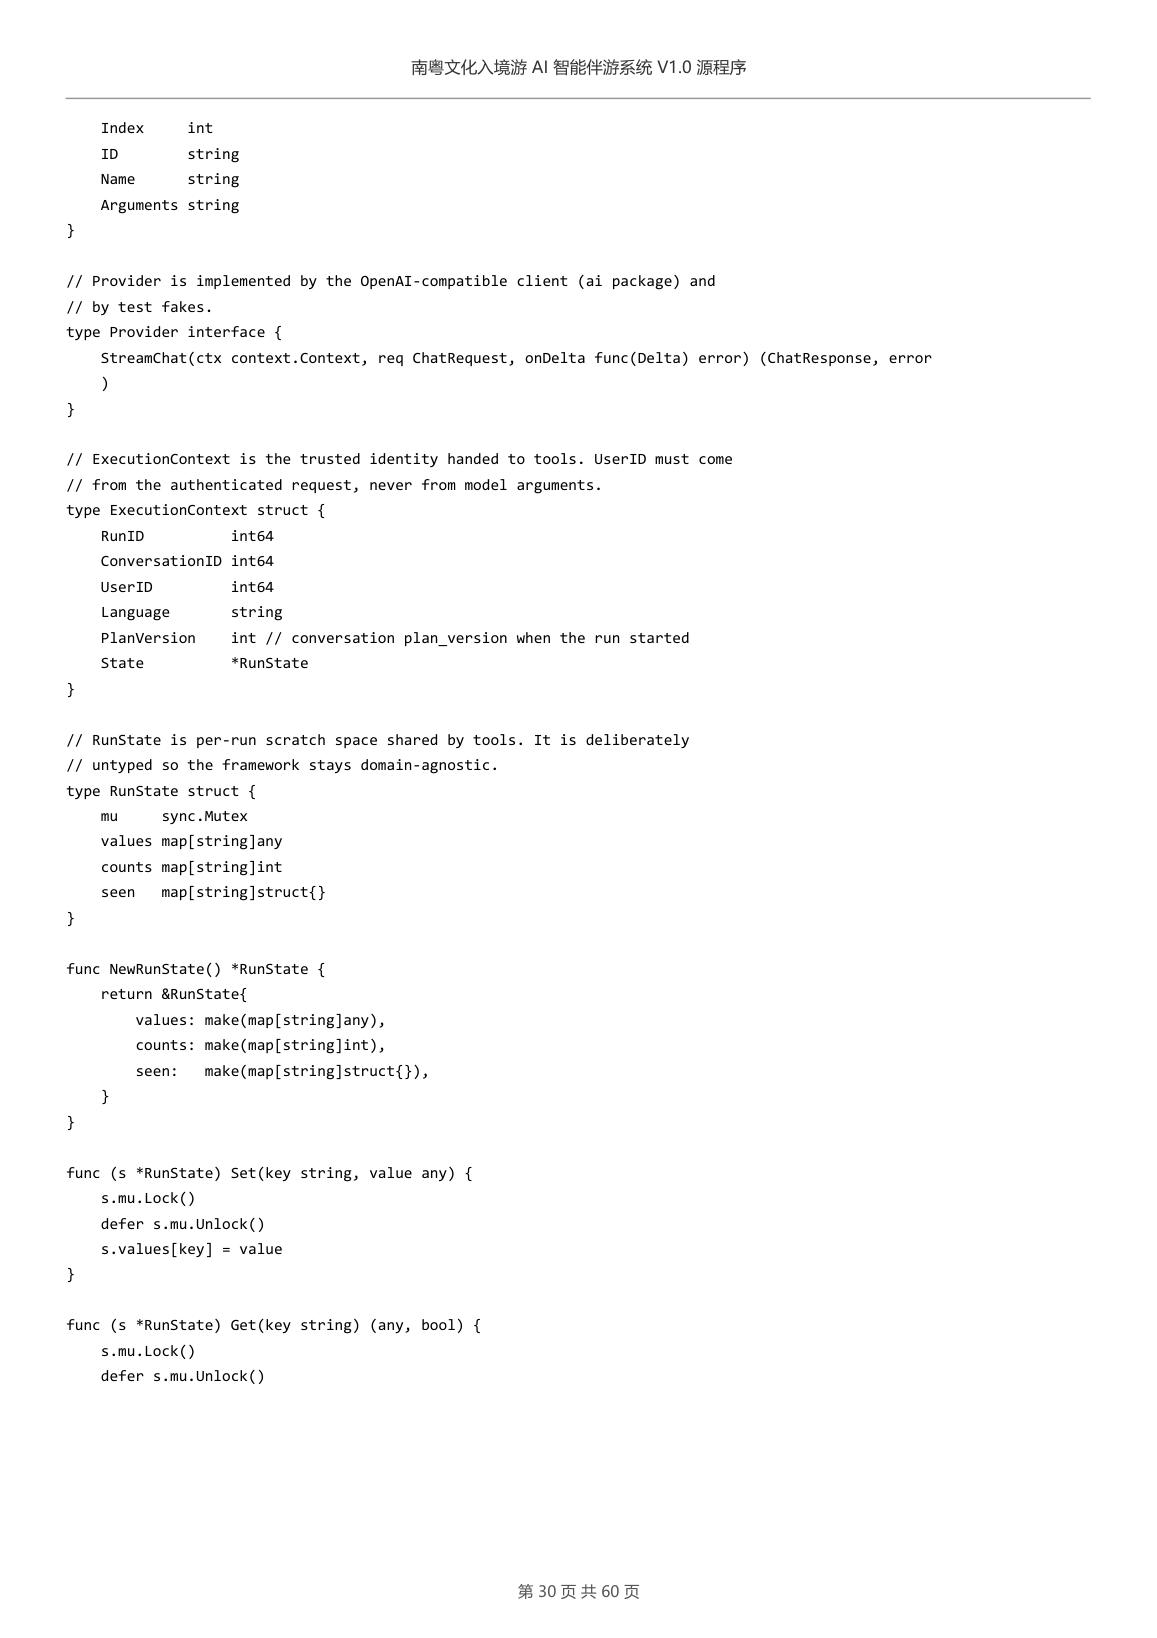 南粤文化入境游 AI 智能伴游系统 V1.0 源程序
    Index     int
    ID        string
    Name      string
    Arguments string
}

// Provider is implemented by the OpenAI-compatible client (ai package) and
// by test fakes.
type Provider interface {
    StreamChat(ctx context.Context, req ChatRequest, onDelta func(Delta) error) (ChatResponse, error
    )
}

// ExecutionContext is the trusted identity handed to tools. UserID must come
// from the authenticated request, never from model arguments.
type ExecutionContext struct {
    RunID          int64
    ConversationID int64
    UserID         int64
    Language       string
    PlanVersion    int // conversation plan_version when the run started
    State          *RunState
}

// RunState is per-run scratch space shared by tools. It is deliberately
// untyped so the framework stays domain-agnostic.
type RunState struct {
    mu     sync.Mutex
    values map[string]any
    counts map[string]int
    seen   map[string]struct{}
}

func NewRunState() *RunState {
    return &RunState{
        values: make(map[string]any),
        counts: make(map[string]int),
        seen:   make(map[string]struct{}),
    }
}

func (s *RunState) Set(key string, value any) {
    s.mu.Lock()
    defer s.mu.Unlock()
    s.values[key] = value
}

func (s *RunState) Get(key string) (any, bool) {
    s.mu.Lock()
    defer s.mu.Unlock()
第 30 页 共 60 页